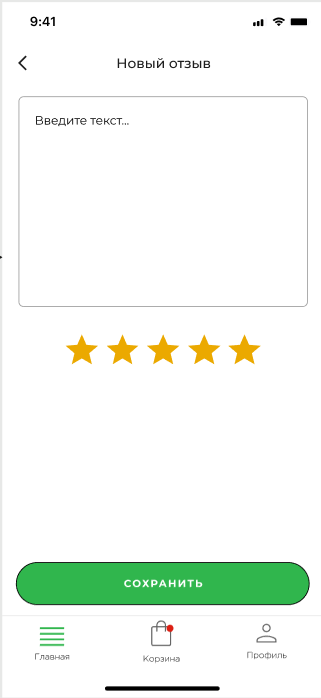 9:41
Новый отзыв
Введите текст...
СОХРАНИТЬ
Главная
Корзина
Профиль